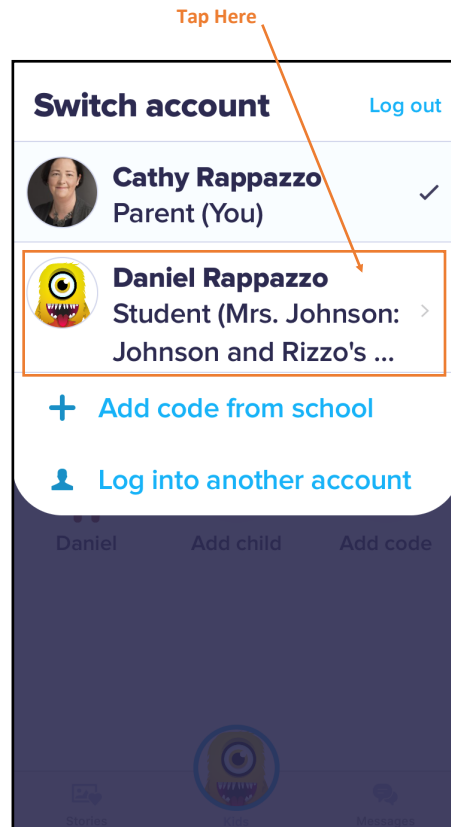 Tap Here
Switch account
Log out
Cathy Rappazzo
Parent (You)
Daniel Rappazzo
Student (Mrs. Johnson:
Johnson and Rizzo's ...
Add code from school
Log into another account
Daniel
Add child
Add code
Stories
Kids
Messages